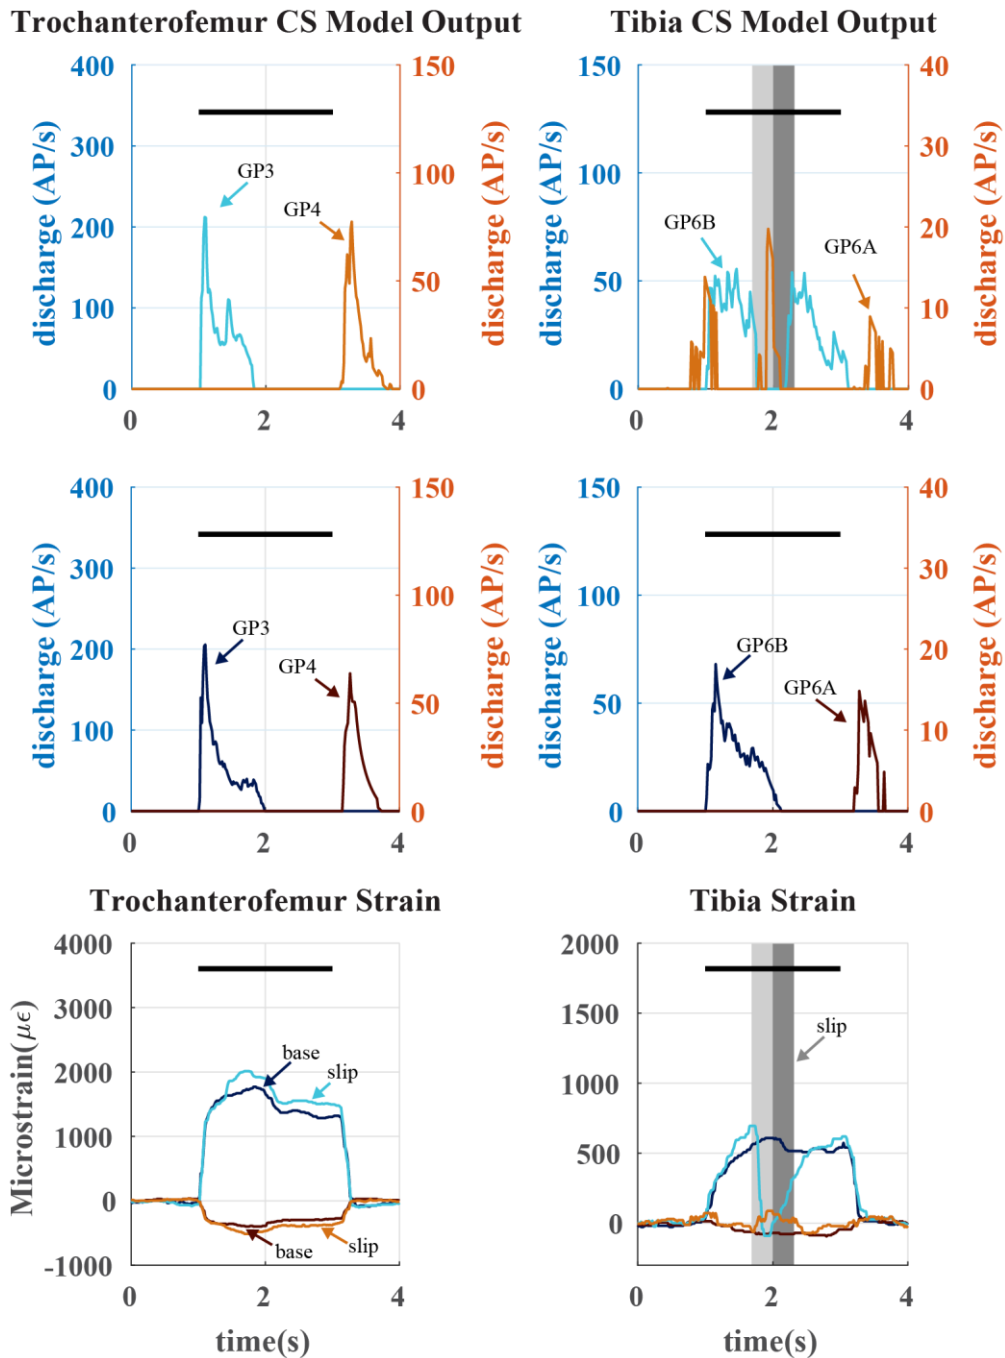 Trochanterofemur CS Model Output
400
300
200
100
0
discharge (AP/s)
150
100
50
0
discharge (AP/s)
GP3
GP4
0 2 4
Tibia CS Model Output
150
100
50
0
discharge (AP/s)
40
30
20
10
0
discharge (AP/s)
GP6B
GP6A
0 2 4
400
300
200
100
0
discharge (AP/s)
150
100
50
0
discharge (AP/s)
GP3
GP4
0 2 4
150
100
50
0
discharge (AP/s)
40
30
20
10
0
discharge (AP/s)
GP6B
GP6A
0 2 4
Trochanterofemur Strain
4000
3000
2000
1000
0
-1000
Microstrain(με)
base
slip
base
slip
0 2 4
time(s)
Tibia Strain
2000
1500
1000
500
0
slip
0 2 4
time(s)